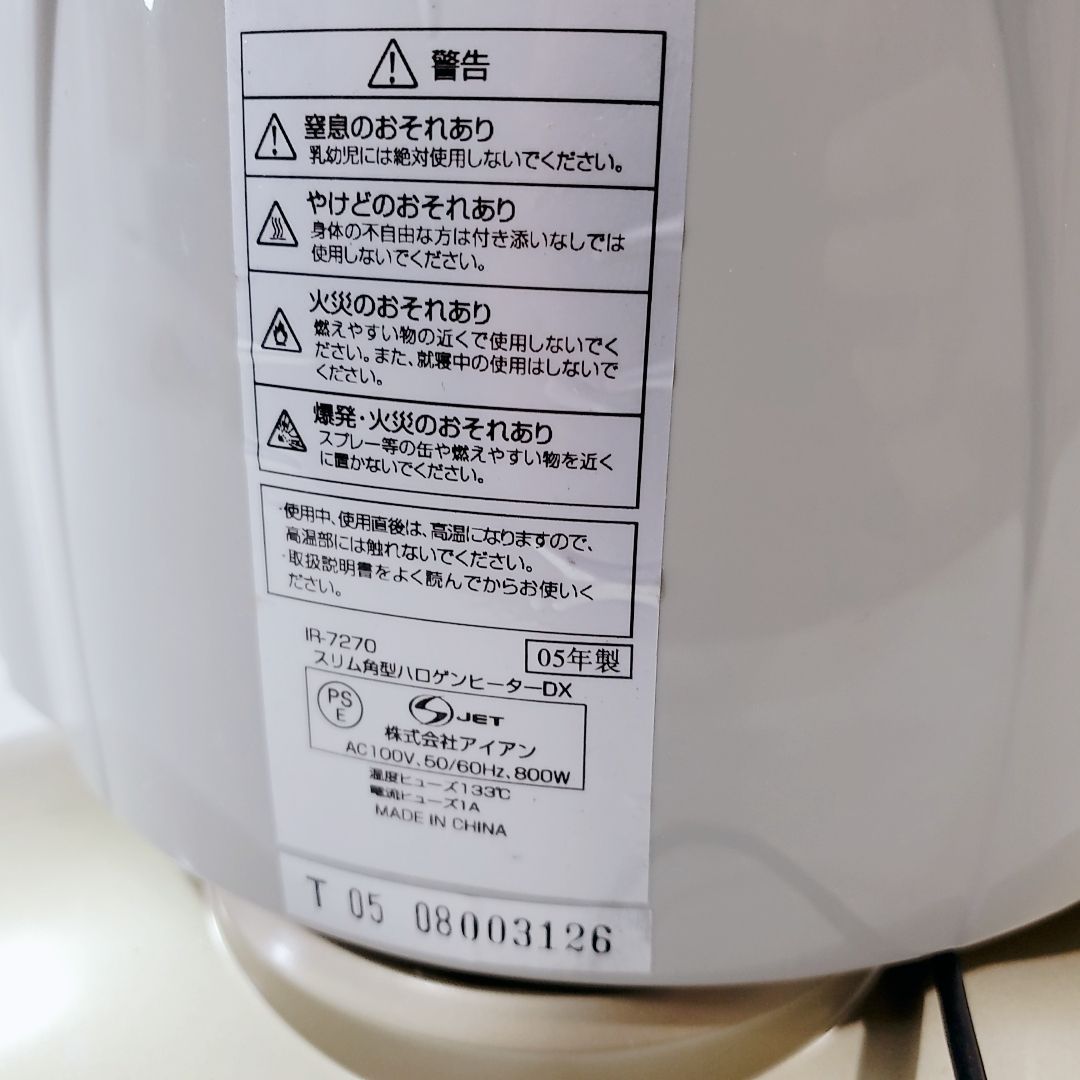 警告
窒息のおそれあり
乳幼児には絶対使用しないでください。
やけどのおそれあり
身体の不自由な方は付き添いなしでは
使用しないでください。
火災のおそれあり
燃えやすい物の近くで使用しないでく
ださい。また、就寝中の使用はしないで
ください。
爆発・火災のおそれあり
スプレー等の缶や燃えやすい物を近く
に置かないでください。
・使用中、使用直後は、高温になりますので、
高温部には触れないでください。
・取扱説明書をよく読んでからお使いく
ださい。
IR-7270
05年製
スリム角型ハロゲンヒーターDX
PS
E
JET
株式会社アイアン
AC100V、50/60Hz、800W
温度ヒューズ133℃
電流ヒューズ1A
MADE IN CHINA
T 05 08003126